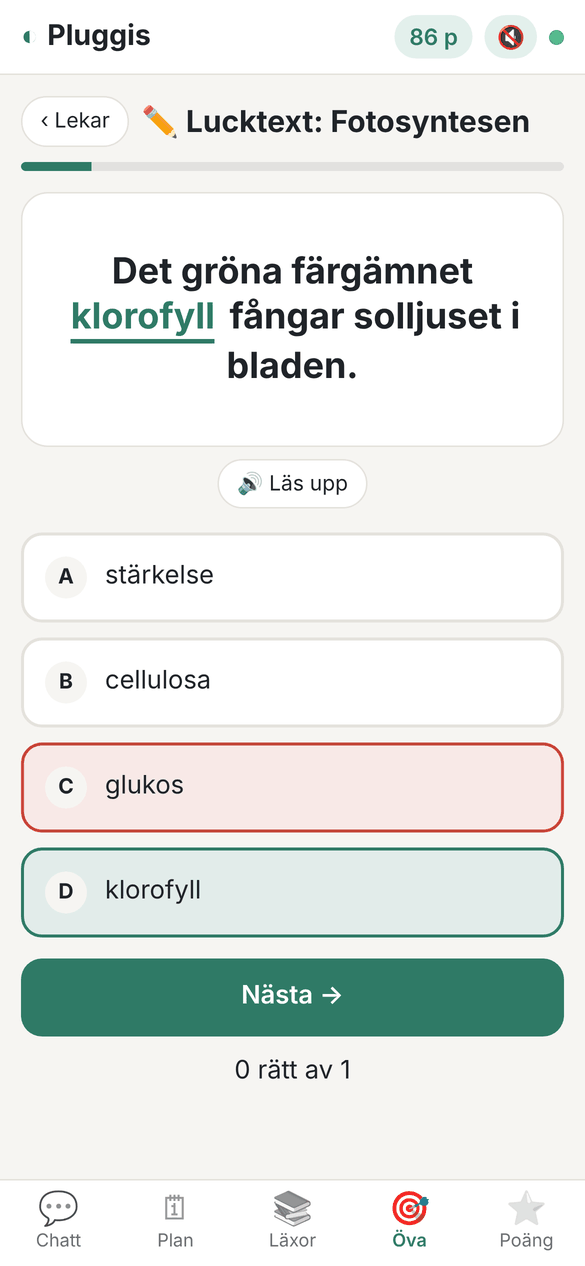 Pluggis
86 p
‹ Lekar
Lucktext: Fotosyntesen
Det gröna färgämnet
klorofyll fångar solljuset i
bladen.
Läs upp
A stärkelse
B cellulosa
C glukos
D klorofyll
Nästa →
0 rätt av 1
1
Chatt
Plan
Läxor
Öva
Poäng